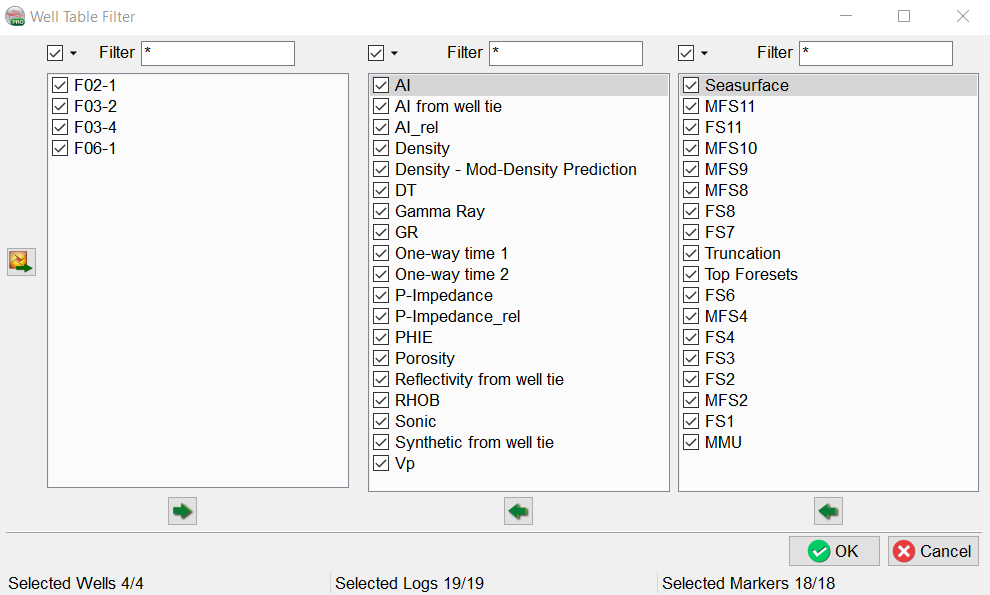 PRO
Well Table Filter
Filter *
Filter *
Filter *
F02-1
F03-2
F03-4
F06-1
AI
AI from well tie
AI_rel
Density
Density - Mod-Density Prediction
DT
Gamma Ray
GR
One-way time 1
One-way time 2
P-Impedance
P-Impedance_rel
PHIE
Porosity
Reflectivity from well tie
RHOB
Sonic
Synthetic from well tie
Vp
Seasurface
MFS11
FS11
MFS10
MFS9
MFS8
FS8
FS7
Truncation
Top Foresets
FS6
MFS4
FS4
FS3
FS2
MFS2
FS1
MMU
OK
Cancel
Selected Wells 4/4
Selected Logs 19/19
Selected Markers 18/18